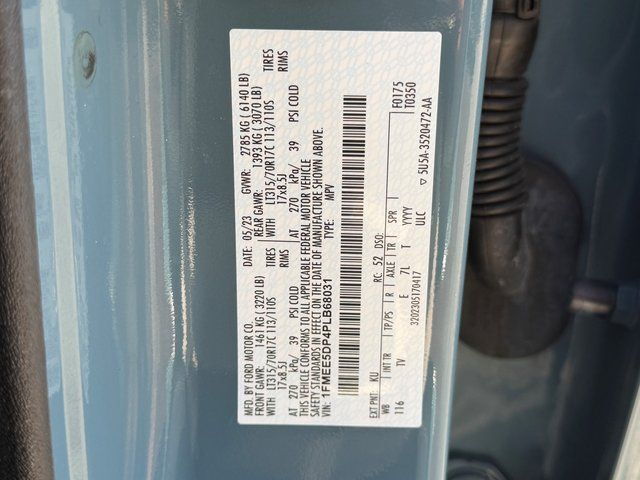 MFD. BY FORD MOTOR CO.
DATE: 05/23 GVWR: 2785 KG ( 6140 LB)
FRONT GAWR: 1461 KG ( 3220 LB) REAR GAWR: 1393 KG ( 3070 LB)
WITH LT315/70R17C 113/110S TIRES WITH LT315/70R17C 113/110S TIRES
17x8.5J RIMS 17x8.5J RIMS
AT 270 kPa/ 39 PSI COLD AT 270 kPa/ 39 PSI COLD
THIS VEHICLE CONFORMS TO ALL APPLICABLE FEDERAL MOTOR VEHICLE
SAFETY STANDARDS IN EFFECT ON THE DATE OF MANUFACTURE SHOWN ABOVE.
VIN: 1FMEE5DP4PLB68031 TYPE: MPV
F0175
T0350
EXT PNT: KU RC: 52 DSO:
WB TP/PS R AXLE TR SPR
116 TV E 7L T YYYY
ULC
3202305170417
▽ 5U5A-3520472-AA